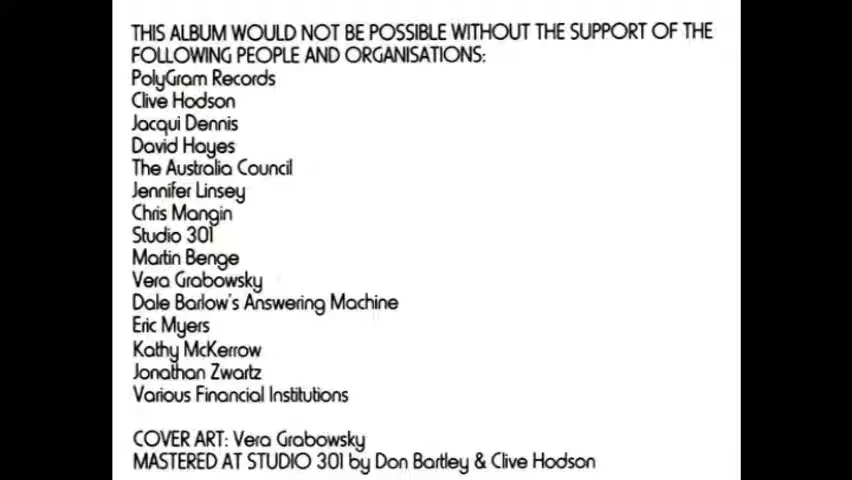 THIS ALBUM WOULD NOT BE POSSIBLE WITHOUT THE SUPPORT OF THE
FOLLOWING PEOPLE AND ORGANISATIONS:
PolyGram Records
Clive Hodson
Jacqui Dennis
David Hayes
The Australia Council
Jennifer Linsey
Chris Mangin
Studio 301
Martin Benge
Vera Grabowsky
Dale Barlow's Answering Machine
Eric Myers
Kathy McKerrow
Jonathan Zwartz
Various Financial Institutions
COVER ART: Vera Grabowsky
MASTERED AT STUDIO 301 by Don Bartley & Clive Hodson